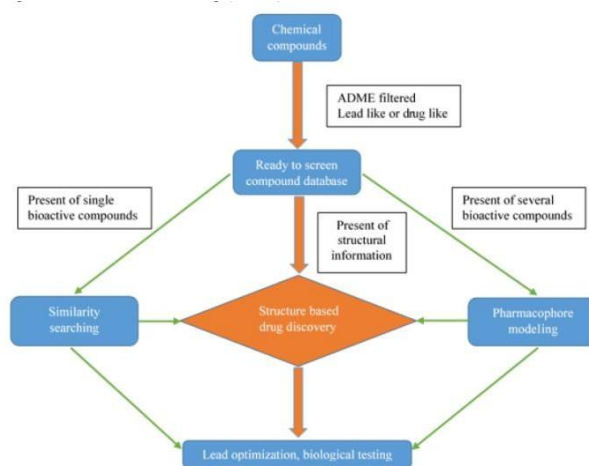 Chemical
compounds
ADME filtered
Lead like or drug like
Ready to screen
compound database
Present of single
bioactive compounds
Present of several
bioactive compounds
Present of
structural
information
Similarity
searching
Structure based
drug discovery
Pharmacophore
modeling
Lead optimization, biological testing